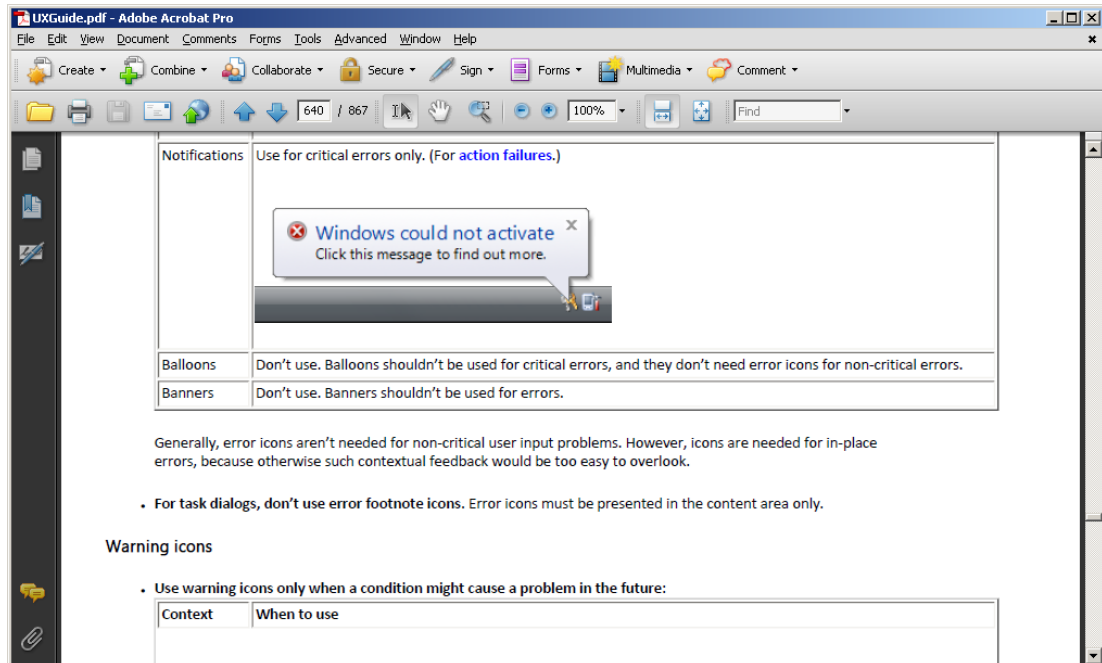 UXGuide.pdf - Adobe Acrobat Pro
File Edit View Document Comments Forms Tools Advanced Window Help
Create Combine Collaborate Secure Sign Forms Multimedia Comment
640 / 867 100% Find
Notifications Use for critical errors only. (For action failures.)
Windows could not activate
Click this message to find out more.
Balloons Don’t use. Balloons shouldn’t be used for critical errors, and they don’t need error icons for non-critical errors.
Banners Don’t use. Banners shouldn’t be used for errors.
Generally, error icons aren’t needed for non-critical user input problems. However, icons are needed for in-place
errors, because otherwise such contextual feedback would be too easy to overlook.
• For task dialogs, don’t use error footnote icons. Error icons must be presented in the content area only.
Warning icons
• Use warning icons only when a condition might cause a problem in the future:
Context When to use